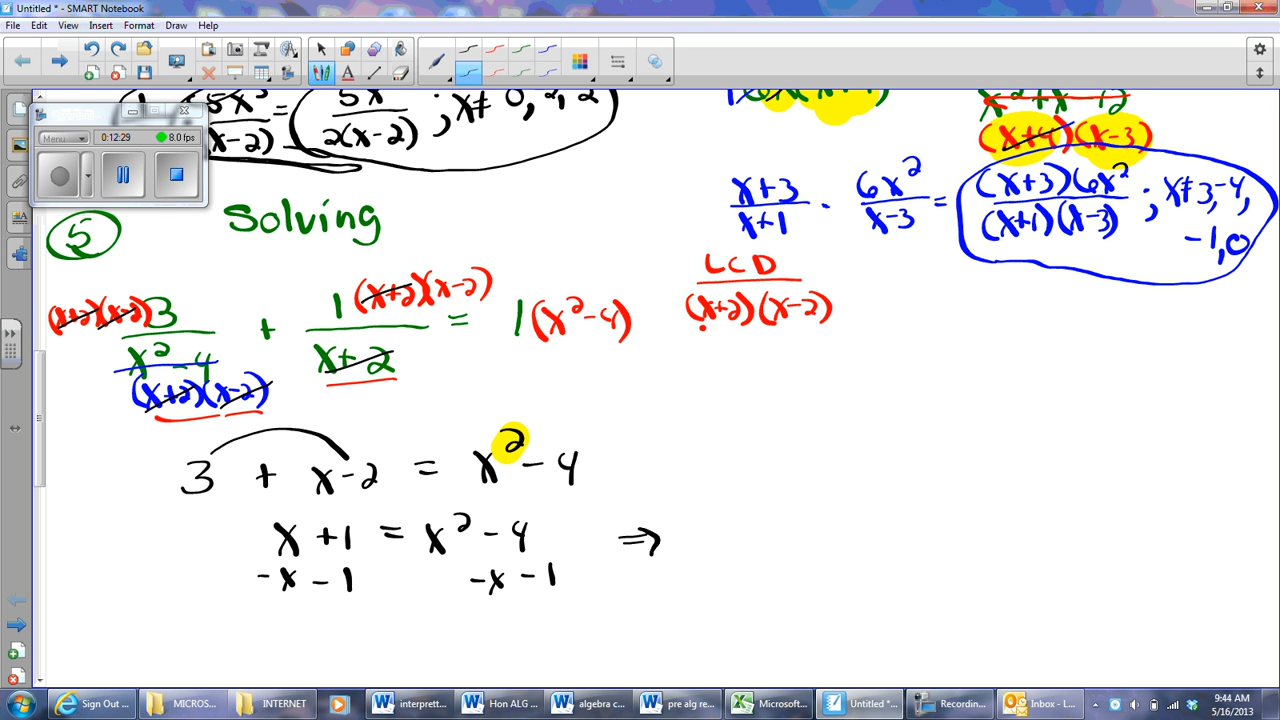 Untitled * - SMART Notebook
File Edit View Insert Format Draw Help
Menu 0:12:29 8.0 fps
5x³/(x-2) = 5x/2(x-2) ; x≠ 0, 2, 2
(x+4)(x-3)
x+3/x+1 · 6x²/x-3 = (x+3)6x²/(x+1)(x-3) ; x≠ 3, -4, -1, 0
5 Solving
LCD
(x+2)(x-2)
(x+2)(x-2) 3/x²-4 + 1(x+2)(x-2)/x+2 = 1(x²-4)
(x+2)(x-2)
3 + x-2 = x² - 4
x + 1 = x² - 4 ⇒
-x - 1 -x - 1
Sign Out ... MICROS... INTERNET interprett... Hon ALG ... algebra c... pre alg re... Microsoft... Untitled *... Recordin... Inbox - L... 9:44 AM
5/16/2013